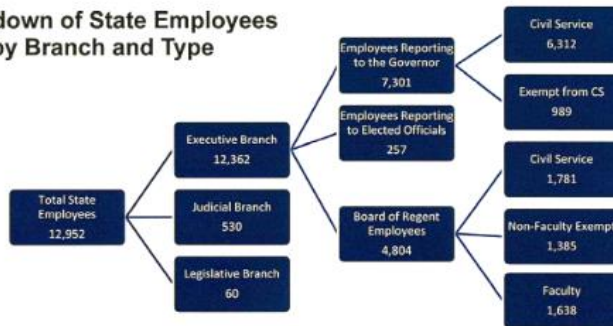 down of State Employees
by Branch and Type
Total State
Employees
12,952
Executive Branch
12,362
Judicial Branch
530
Legislative Branch
60
Employees Reporting
to the Governor
7,301
Employees Reporting
to Elected Officials
257
Board of Regent
Employees
4,804
Civil Service
6,312
Exempt from CS
989
Civil Service
1,781
Non-Faculty Exempt
1,385
Faculty
1,638